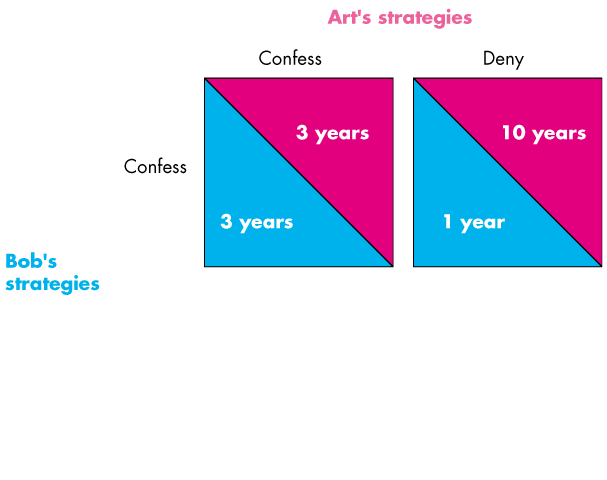 Art's strategies
Confess
Deny
3 years
10 years
Confess
3 years
1 year
Bob's
strategies